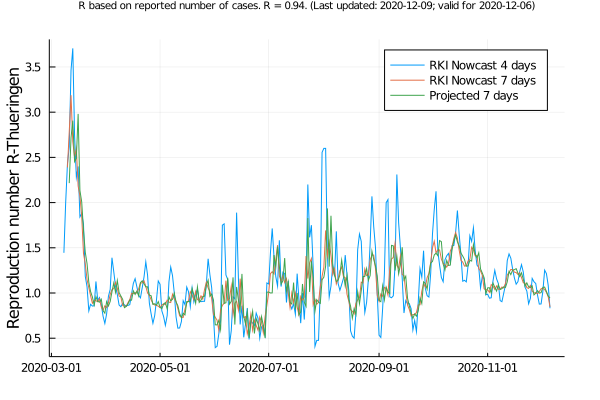 R based on reported number of cases. R = 0.94. (Last updated: 2020-12-09; valid for 2020-12-06)
Reproduction number R-Thueringen
3.5
3.0
2.5
2.0
1.5
1.0
0.5
RKI Nowcast 4 days
RKI Nowcast 7 days
Projected 7 days
2020-03-01 2020-05-01 2020-07-01 2020-09-01 2020-11-01